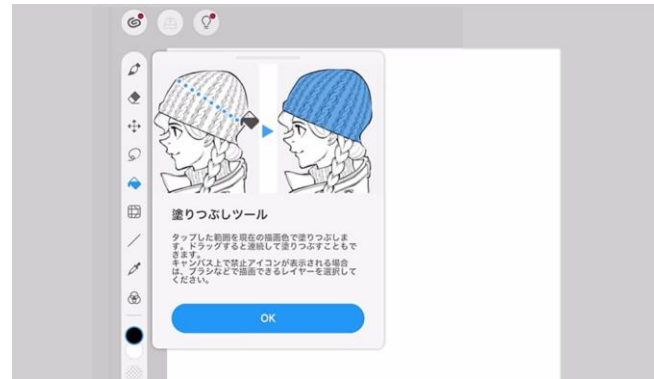 塗りつぶしツール
タップした範囲を現在の描画色で塗りつぶしま
す。ドラッグすると連続して塗りつぶすこともで
きます。
キャンバス上で禁止アイコンが表示される場合
は、ブラシなどで描画できるレイヤーを選択して
ください。
OK